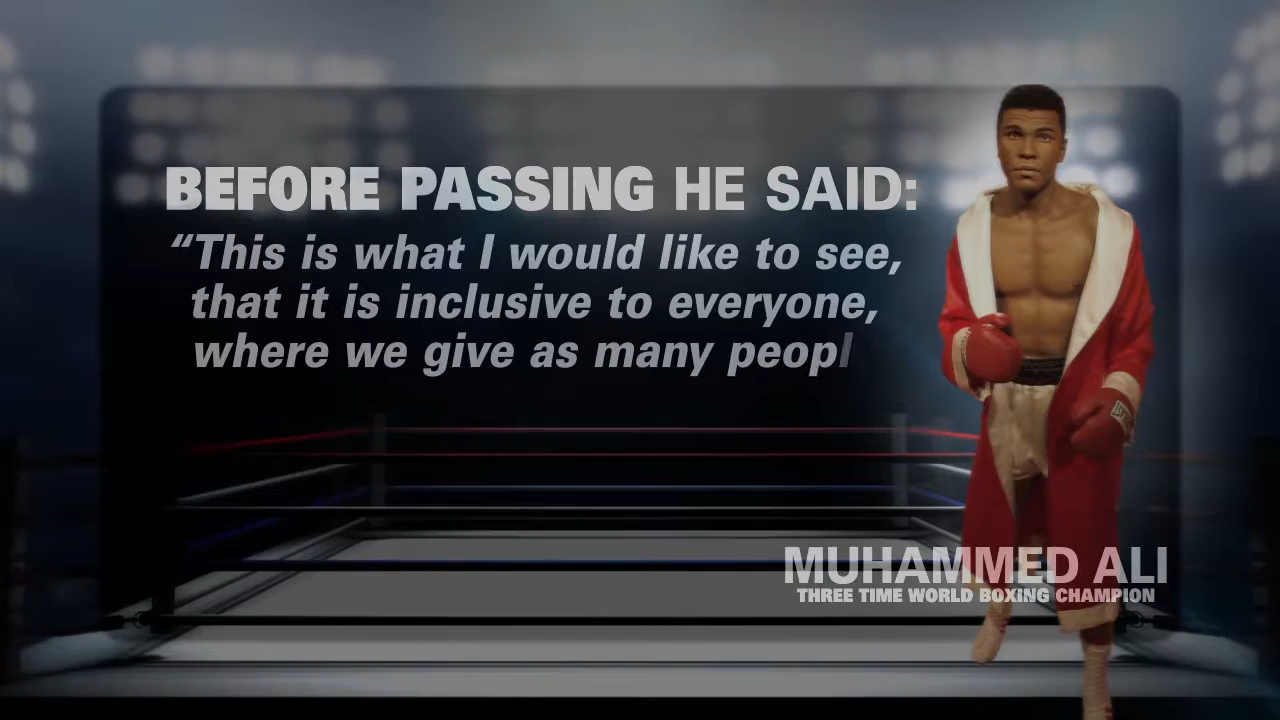 BEFORE PASSING HE SAID:
“This is what I would like to see,
that it is inclusive to everyone,
where we give as many peopl
MUHAMMED ALI
THREE TIME WORLD BOXING CHAMPION